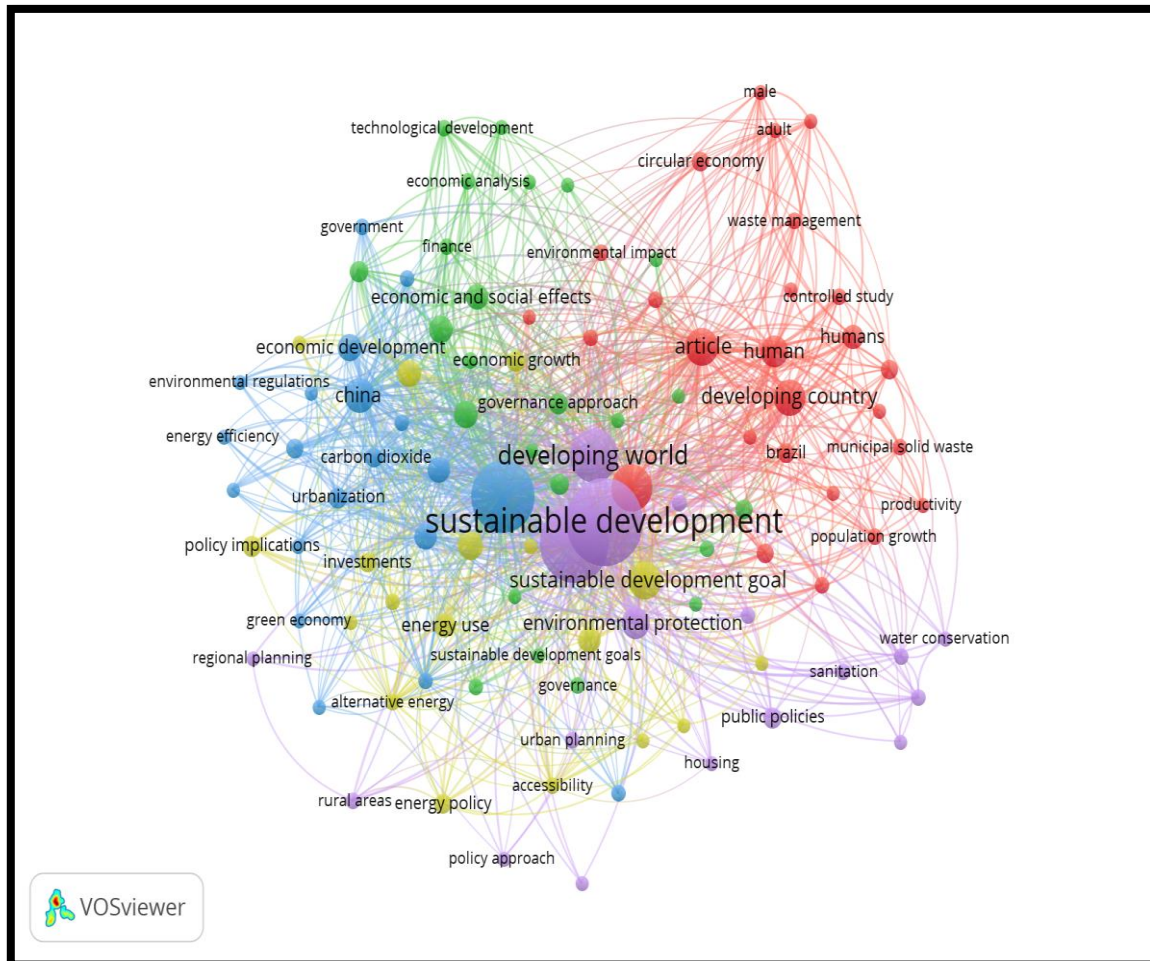 male
technological development
adult
circular economy
economic analysis
waste management
government
finance
environmental impact
economic and social effects
controlled study
humans
economic development
article
human
economic growth
environmental regulations
china
governance approach
developing country
energy efficiency
carbon dioxide
developing world
brazil
municipal solid waste
urbanization
productivity
sustainable development
population growth
policy implications
investments
sustainable development goal
green economy
energy use
environmental protection
water conservation
regional planning
sustainable development goals
sanitation
alternative energy
governance
public policies
urban planning
housing
accessibility
rural areas
energy policy
policy approach
VOSviewer